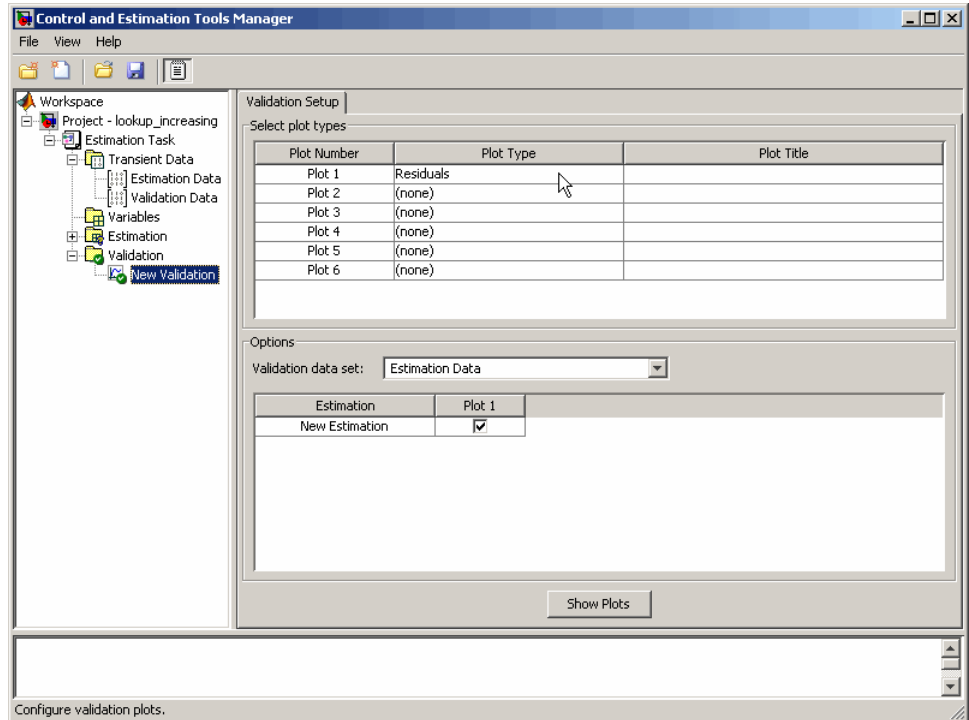 Control and Estimation Tools Manager
File View Help
Workspace
Project - lookup_increasing
Estimation Task
Transient Data
Estimation Data
Validation Data
Variables
Estimation
Validation
New Validation
Validation Setup
Select plot types
Plot Number Plot Type Plot Title
Plot 1 Residuals
Plot 2 (none)
Plot 3 (none)
Plot 4 (none)
Plot 5 (none)
Plot 6 (none)
Options
Validation data set: Estimation Data
Estimation Plot 1
New Estimation
Show Plots
Configure validation plots.